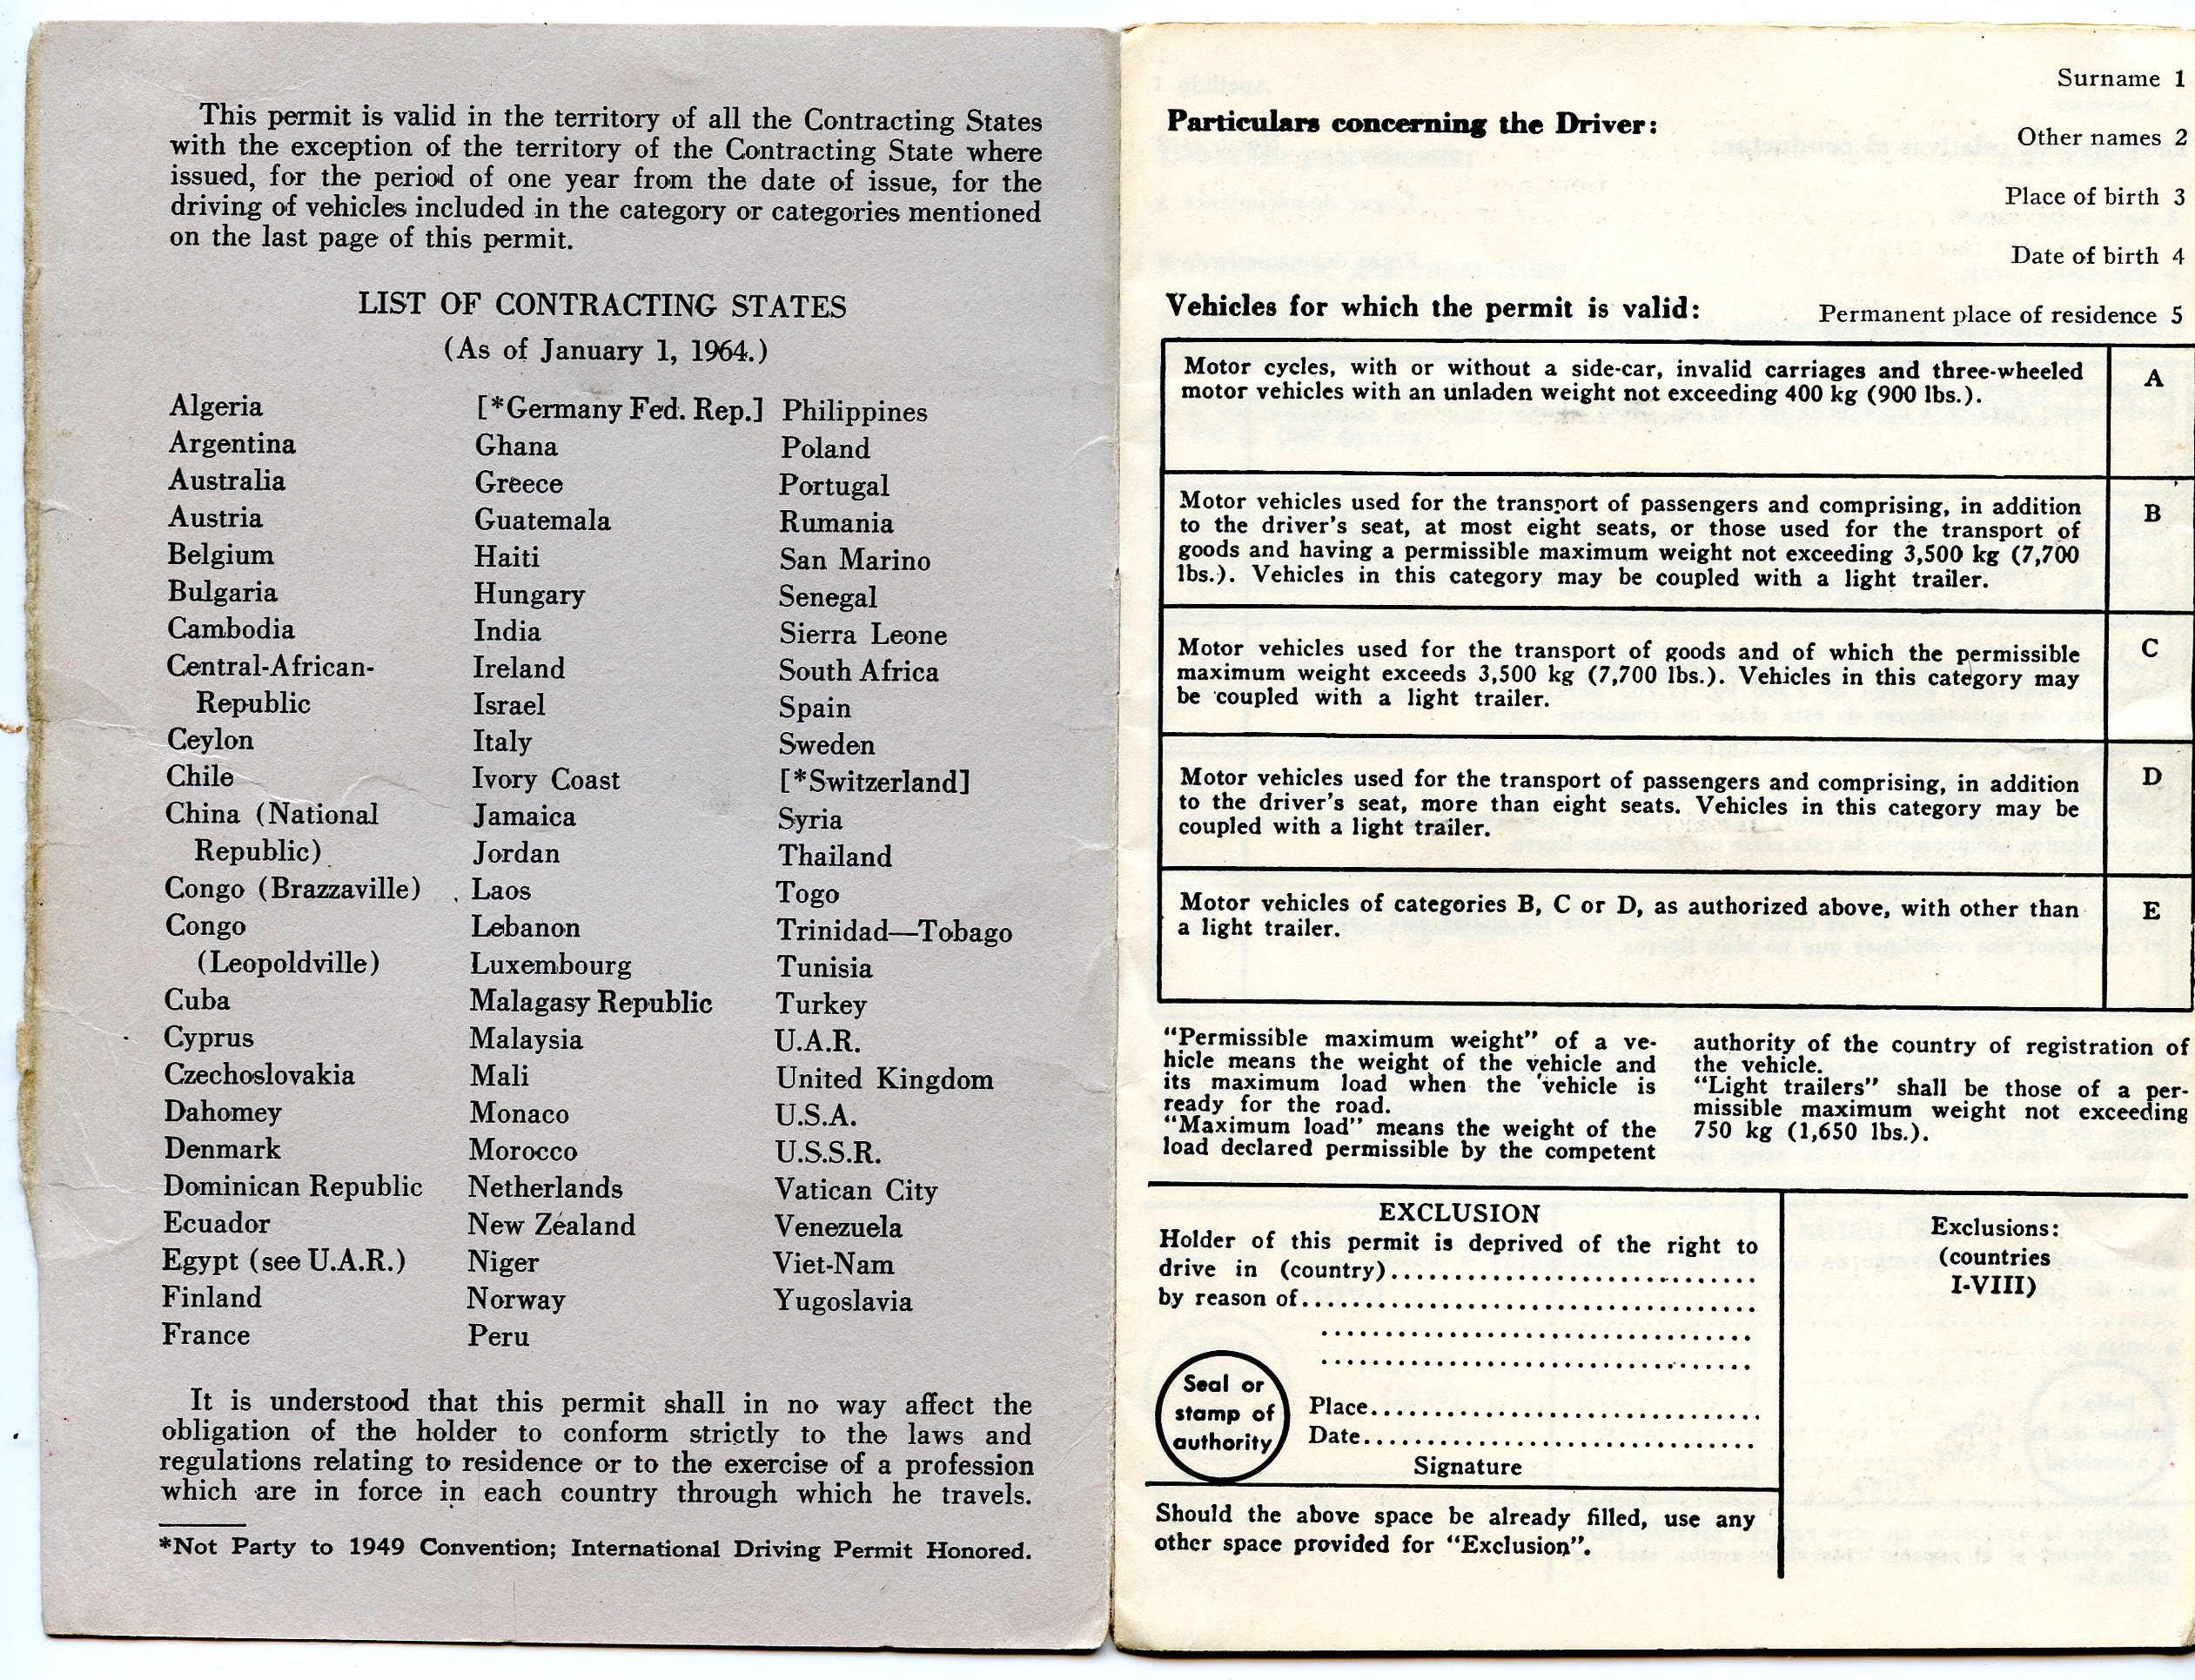 This permit is valid in the territory of all the Contracting States
with the exception of the territory of the Contracting State where
issued, for the period of one year from the date of issue, for the
driving of vehicles included in the category or categories mentioned
on the last page of this permit.
LIST OF CONTRACTING STATES
(As of January 1, 1964.)
Algeria
Argentina
Australia
Austria
Belgium
Bulgaria
Cambodia
Central-African-
Republic
Ceylon
Chile
China (National
Republic)
Congo (Brazzaville)
Congo
(Leopoldville)
Cuba
Cyprus
Czechoslovakia
Dahomey
Denmark
Dominican Republic
Ecuador
Egypt (see U.A.R.)
Finland
France
[*Germany Fed. Rep.]
Ghana
Greece
Guatemala
Haiti
Hungary
India
Ireland
Israel
Italy
Ivory Coast
Jamaica
Jordan
Laos
Lebanon
Luxembourg
Malagasy Republic
Malaysia
Mali
Monaco
Morocco
Netherlands
New Zealand
Niger
Norway
Peru
Philippines
Poland
Portugal
Rumania
San Marino
Senegal
Sierra Leone
South Africa
Spain
Sweden
[*Switzerland]
Syria
Thailand
Togo
Trinidad—Tobago
Tunisia
Turkey
U.A.R.
United Kingdom
U.S.A.
U.S.S.R.
Vatican City
Venezuela
Viet-Nam
Yugoslavia
It is understood that this permit shall in no way affect the
obligation of the holder to conform strictly to the laws and
regulations relating to residence or to the exercise of a profession
which are in force in each country through which he travels.
*Not Party to 1949 Convention; International Driving Permit Honored.
Surname 1
Particulars concerning the Driver:
Other names 2
Place of birth 3
Date of birth 4
Vehicles for which the permit is valid:
Permanent place of residence 5
Motor cycles, with or without a side-car, invalid carriages and three-wheeled
motor vehicles with an unladen weight not exceeding 400 kg (900 lbs.).
A
Motor vehicles used for the transport of passengers and comprising, in addition
to the driver's seat, at most eight seats, or those used for the transport of
goods and having a permissible maximum weight not exceeding 3,500 kg (7,700
lbs.). Vehicles in this category may be coupled with a light trailer.
B
Motor vehicles used for the transport of goods and of which the permissible
maximum weight exceeds 3,500 kg (7,700 lbs.). Vehicles in this category may
be coupled with a light trailer.
C
Motor vehicles used for the transport of passengers and comprising, in addition
to the driver's seat, more than eight seats. Vehicles in this category may be
coupled with a light trailer.
D
Motor vehicles of categories B, C or D, as authorized above, with other than
a light trailer.
E
"Permissible maximum weight" of a ve-
hicle means the weight of the vehicle and
its maximum load when the vehicle is
ready for the road.
"Maximum load" means the weight of the
load declared permissible by the competent
authority of the country of registration of
the vehicle.
"Light trailers" shall be those of a per-
missible maximum weight not exceeding
750 kg (1,650 lbs.).
EXCLUSION
Holder of this permit is deprived of the right to
drive in (country)..............................
by reason of..............................
..............................
..............................
Seal or
stamp of
authority
Place..............................
Date..............................
Signature
Should the above space be already filled, use any
other space provided for "Exclusion".
Exclusions:
(countries
I-VIII)